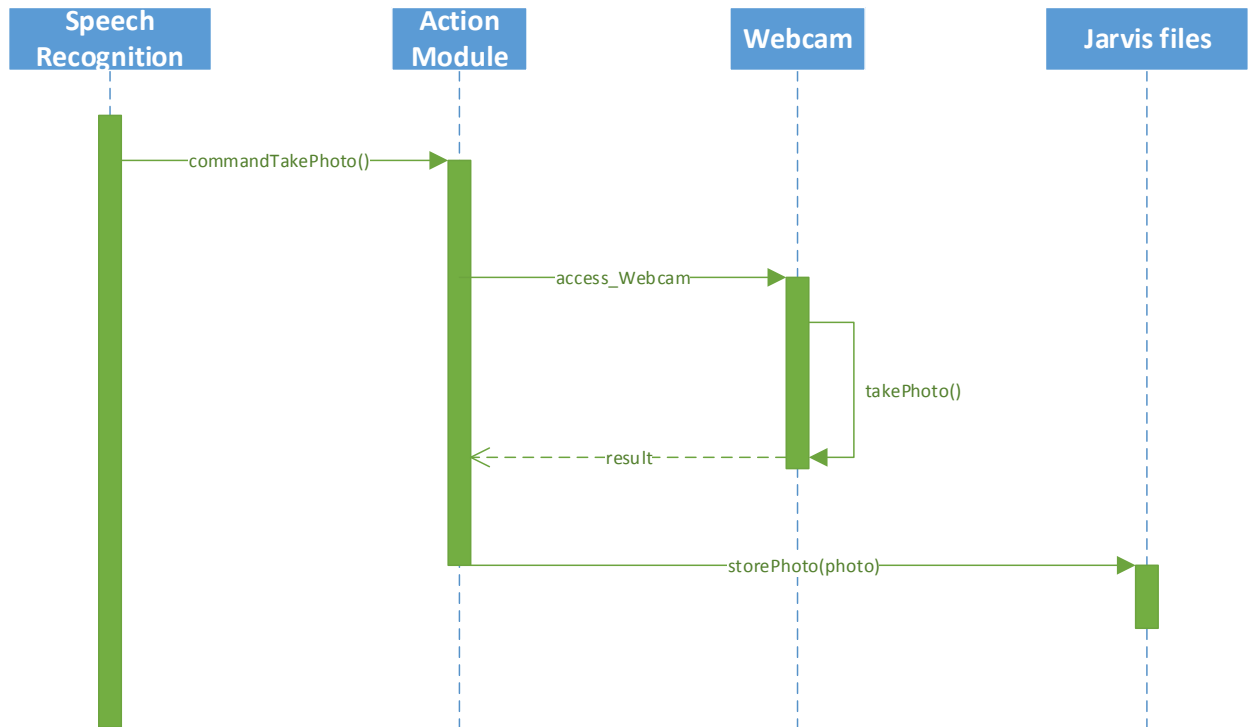 Speech
Recognition
Action
Module
Webcam
Jarvis files
commandTakePhoto()
access_Webcam
takePhoto()
result
storePhoto(photo)